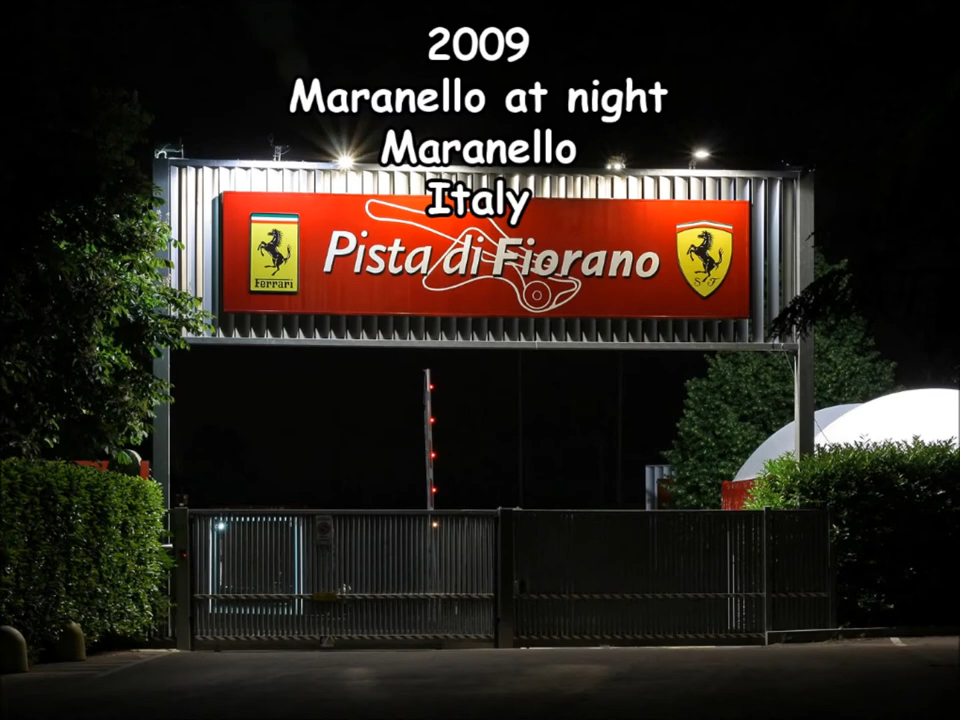 2009
Maranello at night
Maranello
Italy
Pista di Fiorano
Ferrari
S F